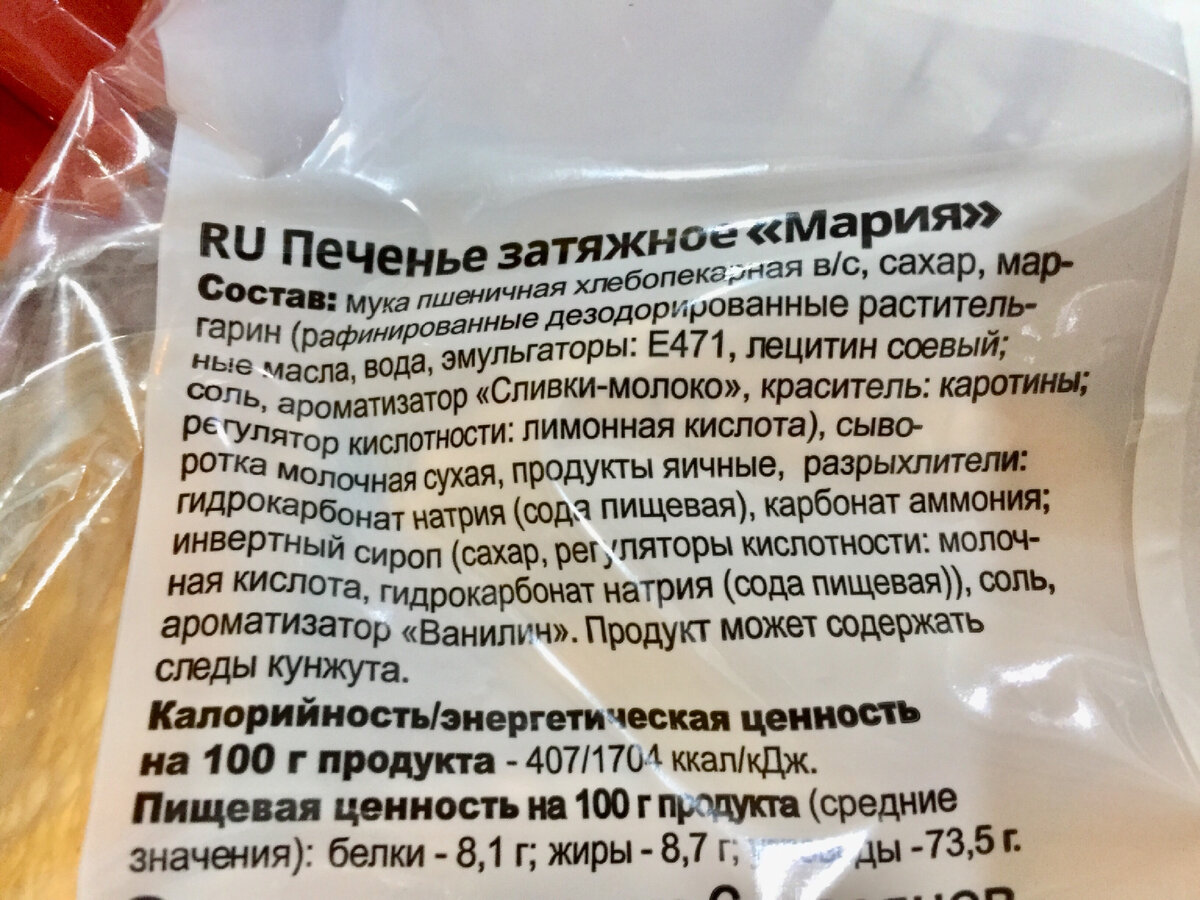 RU Печенье затяжное «Мария»
Состав: мука пшеничная хлебопекарная в/с, сахар, мар-
гарин (рафинированные дезодорированные раститель-
ные масла, вода, эмульгаторы: Е471, лецитин соевый;
соль, ароматизатор «Сливки-молоко», краситель: каротины;
регулятор кислотности: лимонная кислота), сыво-
ротка молочная сухая, продукты яичные, разрыхлители:
гидрокарбонат натрия (сода пищевая), карбонат аммония;
инвертный сироп (сахар, регуляторы кислотности: молоч-
ная кислота, гидрокарбонат натрия (сода пищевая)), соль,
ароматизатор «Ванилин». Продукт может содержать
следы кунжута.
Калорийность/энергетическая ценность
на 100 г продукта - 407/1704 ккал/кДж.
Пищевая ценность на 100 г продукта (средние
значения): белки - 8,1 г; жиры - 8,7 г; углеводы -73,5 г.